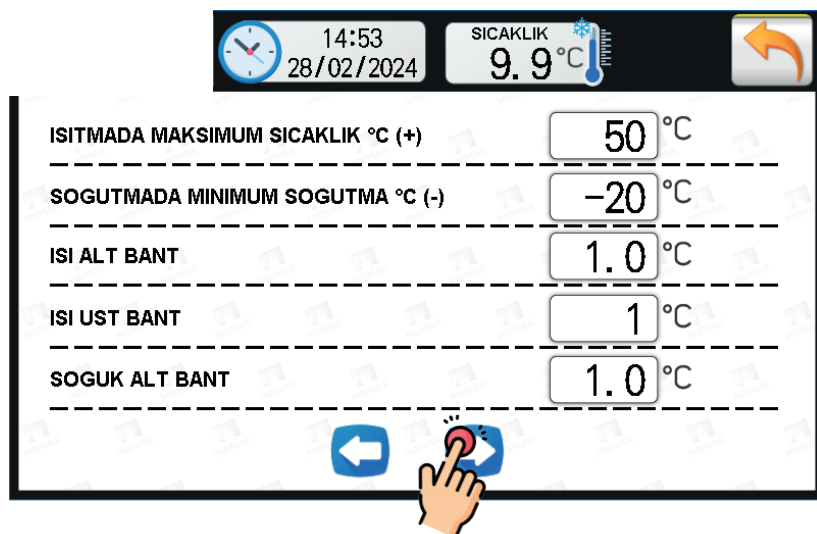 14:53
28/02/2024
SICAKLIK
9.9 °C
ISITMADA MAKSIMUM SICAKLIK °C (+) 50 °C
SOGUTMADA MINIMUM SOGUTMA °C (-) -20 °C
ISI ALT BANT 1.0 °C
ISI UST BANT 1 °C
SOGUK ALT BANT 1.0 °C